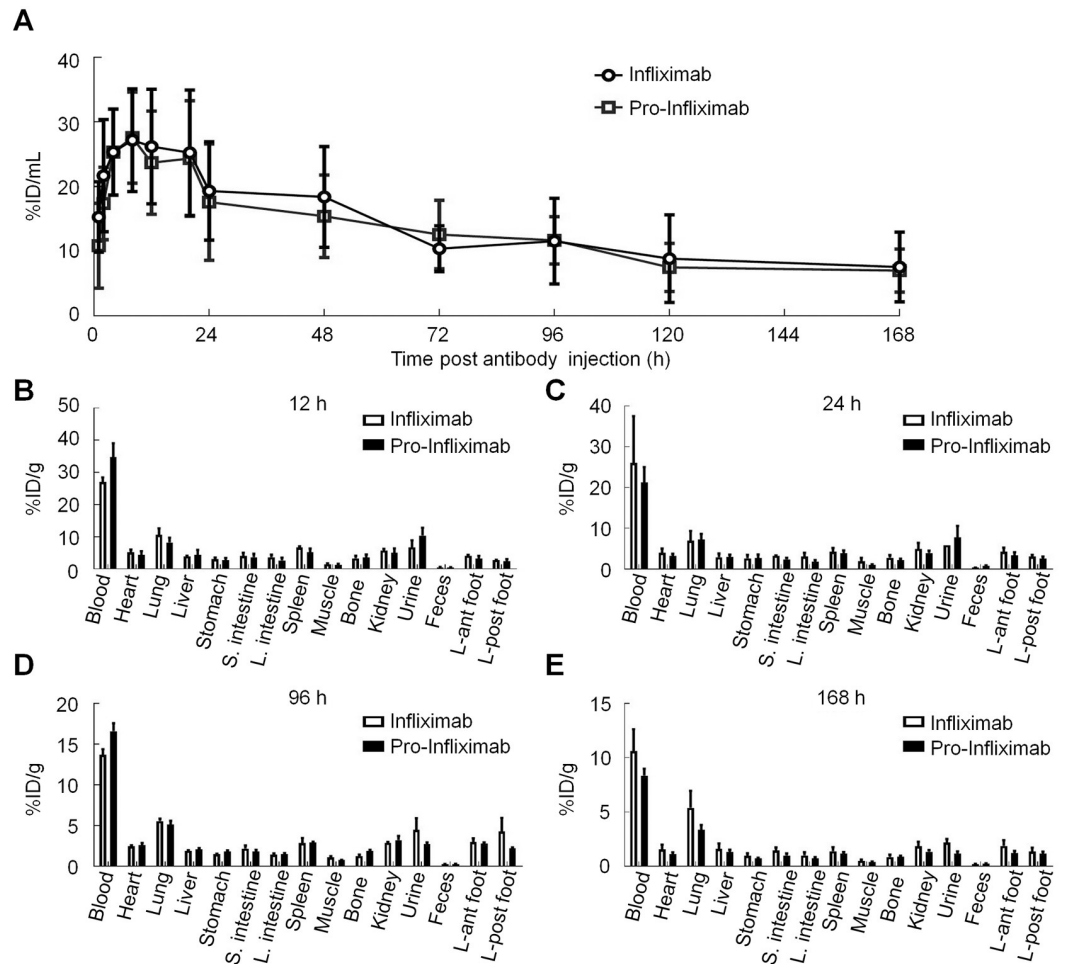 A
40
30
20
10
0
%ID/mL
Infliximab
Pro-Infliximab
0 24 48 72 96 120 144 168
Time post antibody injection (h)
B
12 h
50
40
30
20
10
0
%ID/g
Infliximab
Pro-Infliximab
Blood Heart Lung Liver Stomach S. intestine L. intestine Spleen Muscle Bone Kidney Urine Feces L-ant foot L-post foot
C
24 h
40
30
20
10
0
%ID/g
Infliximab
Pro-Infliximab
Blood Heart Lung Liver Stomach S. intestine L. intestine Spleen Muscle Bone Kidney Urine Feces L-ant foot L-post foot
D
96 h
20
15
10
5
0
%ID/g
Infliximab
Pro-Infliximab
Blood Heart Lung Liver Stomach S. intestine L. intestine Spleen Muscle Bone Kidney Urine Feces L-ant foot L-post foot
E
168 h
15
10
5
0
%ID/g
Infliximab
Pro-Infliximab
Blood Heart Lung Liver Stomach S. intestine L. intestine Spleen Muscle Bone Kidney Urine Feces L-ant foot L-post foot